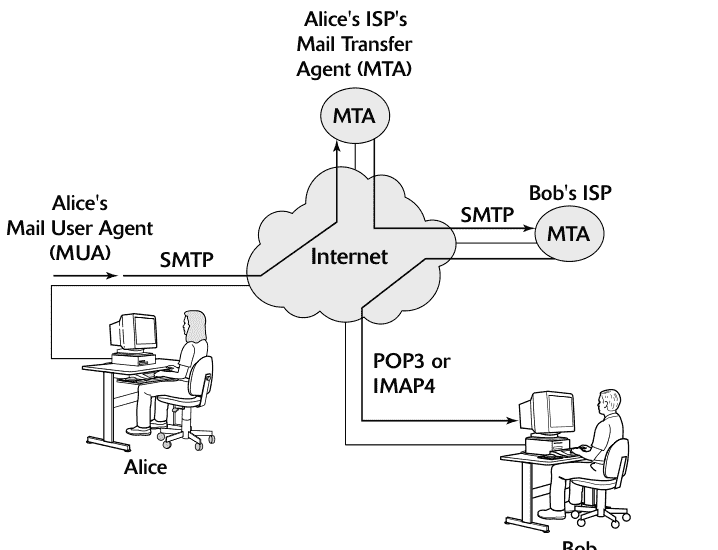 Alice's ISP's
Mail Transfer
Agent (MTA)
MTA
Alice's
Mail User Agent
(MUA)
SMTP
Internet
SMTP
Bob's ISP
MTA
POP3 or
IMAP4
Alice
Bob